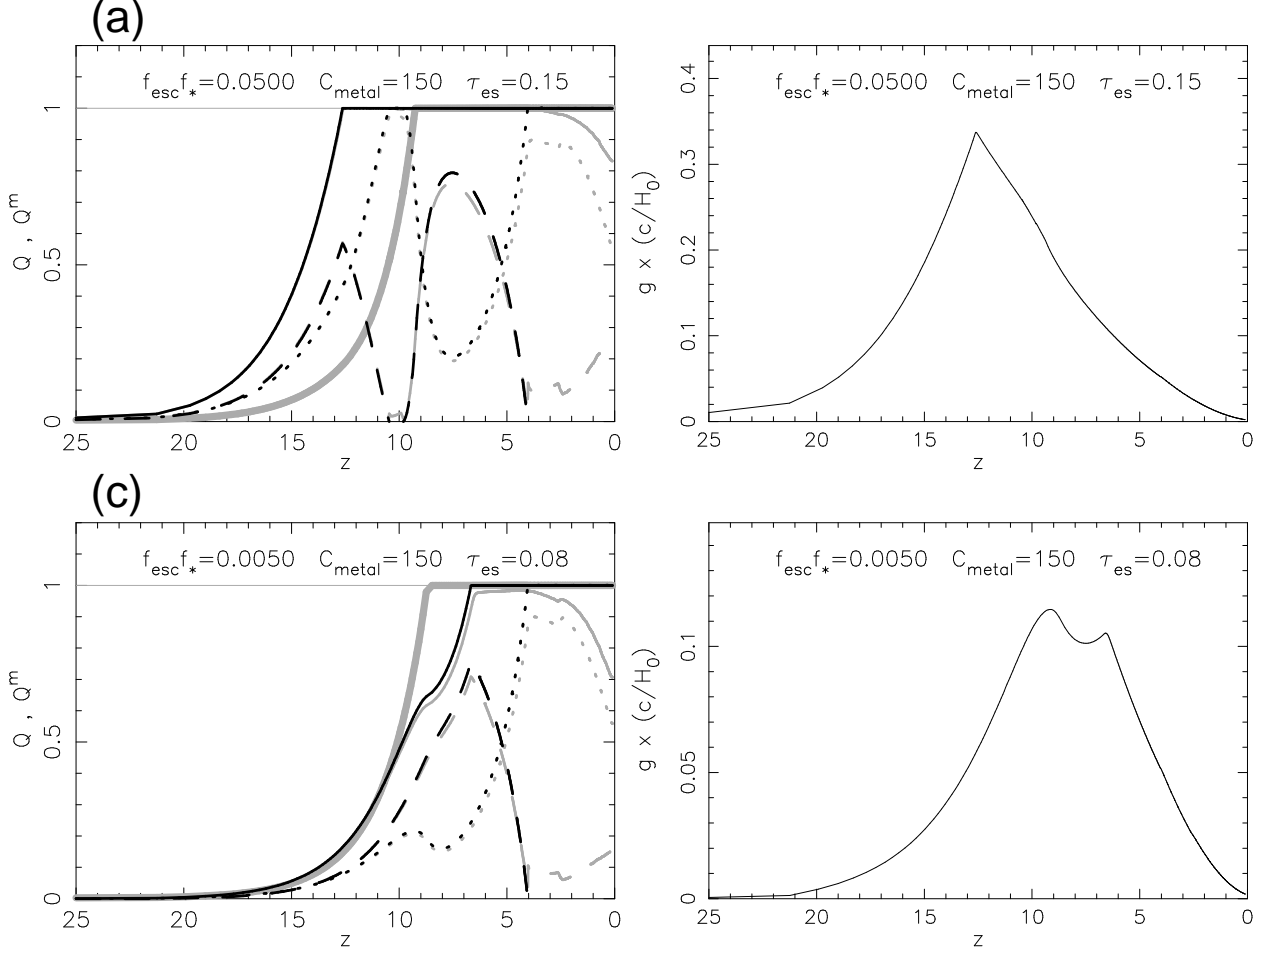 (a)
f_esc f_*=0.0500 C_metal=150 τ_es=0.15
f_esc f_*=0.0500 C_metal=150 τ_es=0.15
Q , Q^m
1
0.5
0
25 20 15 10 5 0
z
g x (c/H_0)
0.4
0.3
0.2
0.1
0
25 20 15 10 5 0
z
(c)
f_esc f_*=0.0050 C_metal=150 τ_es=0.08
f_esc f_*=0.0050 C_metal=150 τ_es=0.08
Q , Q^m
1
0.5
0
25 20 15 10 5 0
z
g x (c/H_0)
0.1
0.05
0
25 20 15 10 5 0
z